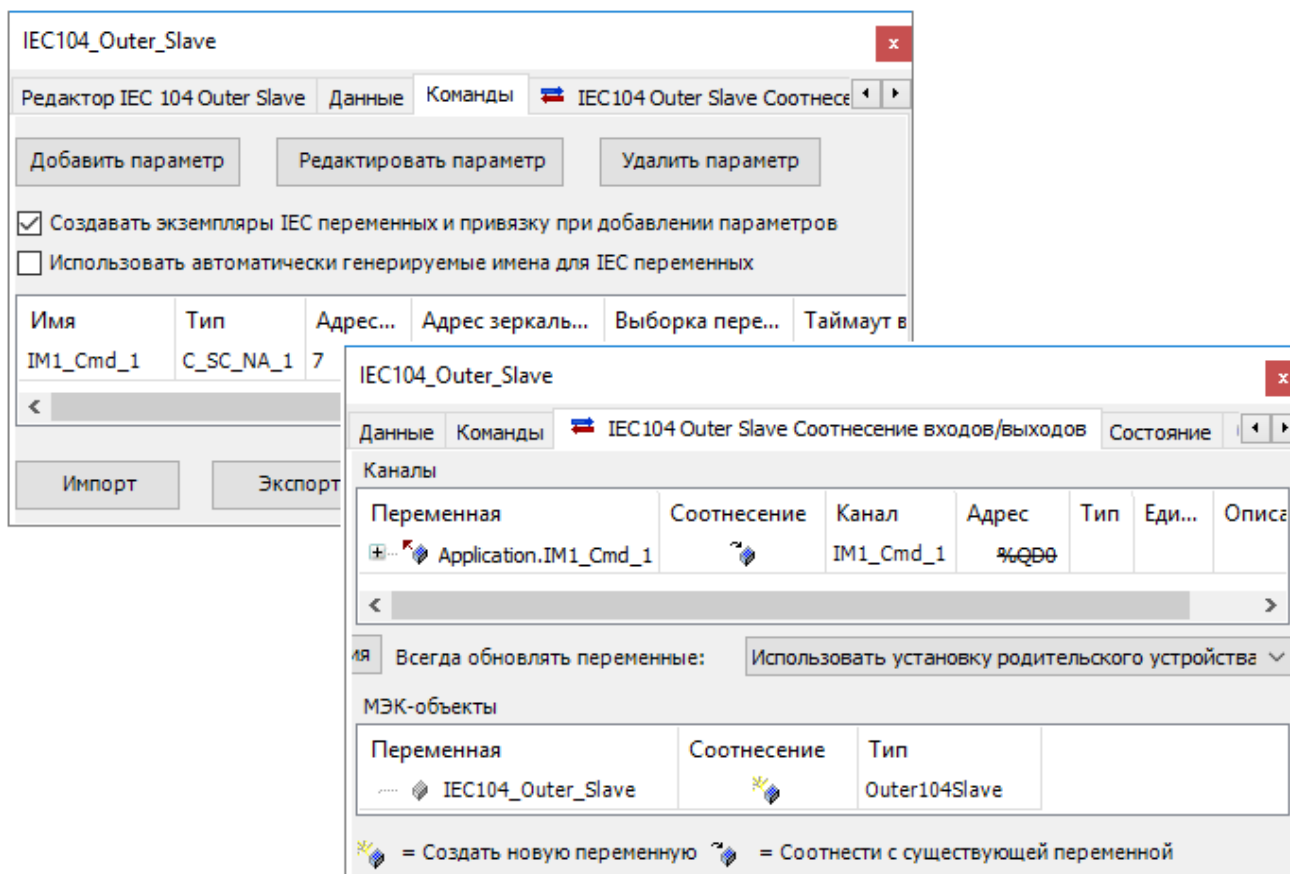 IEC104_Outer_Slave
x
Редактор IEC 104 Outer Slave Данные Команды IEC104 Outer Slave Соотнесе
Добавить параметр Редактировать параметр Удалить параметр
Создавать экземпляры IEC переменных и привязку при добавлении параметров
Использовать автоматически генерируемые имена для IEC переменных
Имя Тип Адрес... Адрес зеркаль... Выборка пере... Таймаут в
IM1_Cmd_1 C_SC_NA_1 7
Импорт Экспорт
IEC104_Outer_Slave
x
Данные Команды IEC104 Outer Slave Соотнесение входов/выходов Состояние
Каналы
Переменная Соотнесение Канал Адрес Тип Еди... Описа
Application.IM1_Cmd_1 IM1_Cmd_1 %QD0
ия Всегда обновлять переменные: Использовать установку родительского устройства
МЭК-объекты
Переменная Соотнесение Тип
IEC104_Outer_Slave Outer104Slave
= Создать новую переменную = Соотнести с существующей переменной